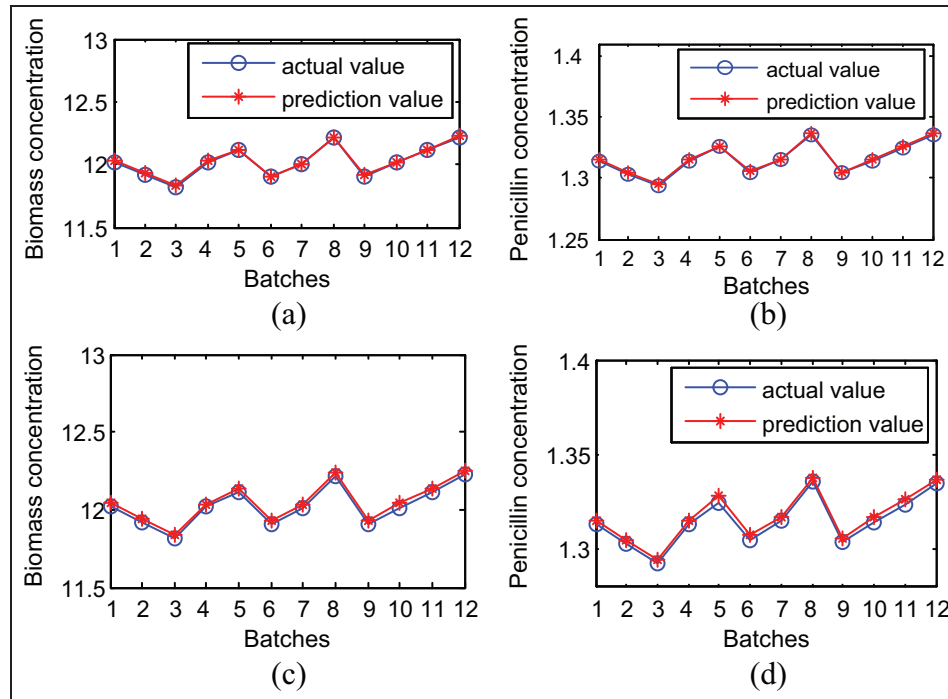 13
12.5
12
11.5
Biomass concentration
actual value
prediction value
1 2 3 4 5 6 7 8 9 10 11 12
Batches
(a)
1.4
1.35
1.3
1.25
Penicillin concentration
actual value
prediction value
1 2 3 4 5 6 7 8 9 10 11 12
Batches
(b)
13
12.5
12
11.5
Biomass concentration
1 2 3 4 5 6 7 8 9 10 11 12
Batches
(c)
1.4
1.35
1.3
Penicillin concentration
actual value
prediction value
1 2 3 4 5 6 7 8 9 10 11 12
Batches
(d)